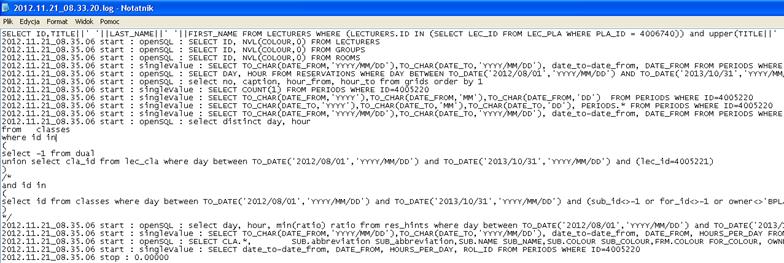 2012.11.21_08.33.20.log - Notatnik
Plik Edycja Format Widok Pomoc
SELECT ID,TITLE||' '||LAST_NAME||' '||FIRST_NAME FROM LECTURERS WHERE (LECTURERS.ID IN (SELECT LEC_ID FROM LEC_PLA WHERE PLA_ID = 4006740)) and upper(TITLE||'
2012.11.21_08.35.06 start : openSQL : SELECT ID, NVL(COLOUR,0) FROM LECTURERS
2012.11.21_08.35.06 start : openSQL : SELECT ID, NVL(COLOUR,0) FROM GROUPS
2012.11.21_08.35.06 start : openSQL : SELECT ID, NVL(COLOUR,0) FROM ROOMS
2012.11.21_08.35.06 start : singleValue : SELECT TO_CHAR(DATE_FROM,'YYYY/MM/DD'),TO_CHAR(DATE_TO,'YYYY/MM/DD'), date_to-date_from, DATE_FROM FROM PERIODS WHERE
2012.11.21_08.35.06 start : openSQL : SELECT DAY, HOUR FROM RESERVATIONS WHERE DAY BETWEEN TO_DATE('2012/08/01','YYYY/MM/DD') AND TO_DATE('2013/10/31','YYYY/MM/
2012.11.21_08.35.06 start : openSQL : select no, caption, hour_from, hour_to from grids order by 1
2012.11.21_08.35.06 start : singleValue : SELECT COUNT(1) FROM PERIODS WHERE ID=4005220
2012.11.21_08.35.06 start : singleValue : SELECT TO_CHAR(DATE_FROM,'YYYY'),TO_CHAR(DATE_FROM,'MM'),TO_CHAR(DATE_FROM,'DD') FROM PERIODS WHERE ID=4005220
2012.11.21_08.35.06 start : singleValue : SELECT TO_CHAR(DATE_TO,'YYYY'),TO_CHAR(DATE_TO,'MM'),TO_CHAR(DATE_TO,'DD'), PERIODS.* FROM PERIODS WHERE ID=4005220
2012.11.21_08.35.06 start : singleValue : SELECT TO_CHAR(DATE_FROM,'YYYY/MM/DD'),TO_CHAR(DATE_TO,'YYYY/MM/DD'), date_to-date_from, DATE_FROM FROM PERIODS WHERE
2012.11.21_08.35.06 start : openSQL : select distinct day, hour
from classes
where id in
(
select -1 from dual
union select cla_id from lec_cla where day between TO_DATE('2012/08/01','YYYY/MM/DD') and TO_DATE('2013/10/31','YYYY/MM/DD') and (lec_id=4005221)
)
/*
and id in
(
select id from classes where day between TO_DATE('2012/08/01','YYYY/MM/DD') and TO_DATE('2013/10/31','YYYY/MM/DD') and (sub_id<>-1 or for_id<>-1 or owner<>'BPL
)
*/
2012.11.21_08.35.06 start : openSQL : select day, hour, min(ratio) ratio from res_hints where day between TO_DATE('2012/08/01','YYYY/MM/DD') and TO_DATE('2013/
2012.11.21_08.35.06 start : singleValue : SELECT TO_CHAR(DATE_FROM,'YYYY/MM/DD'),TO_CHAR(DATE_TO,'YYYY/MM/DD'), date_to-date_from, DATE_FROM, HOURS_PER_DAY FRO
2012.11.21_08.35.06 start : openSQL : SELECT CLA.*, SUB.abbreviation SUB_abbreviation,SUB.NAME SUB_NAME,SUB.COLOUR SUB_COLOUR,FRM.COLOUR FOR_COLOUR, OWN
2012.11.21_08.35.06 start : singleValue : SELECT date_to-date_from, DATE_FROM, HOURS_PER_DAY, ROL_ID FROM PERIODS WHERE ID=4005220
2012.11.21_08.35.06 stop : 0.00000